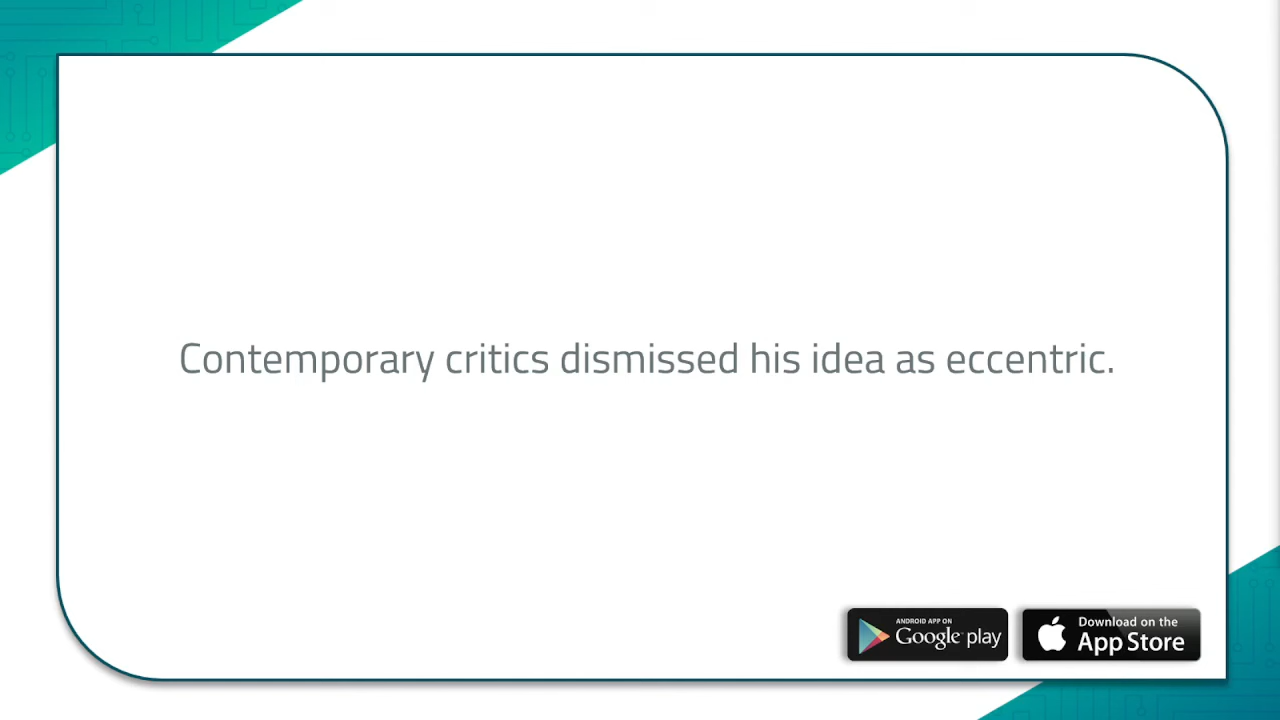 Contemporary critics dismissed his idea as eccentric.
ANDROID APP ON
Google play
Download on the
App Store